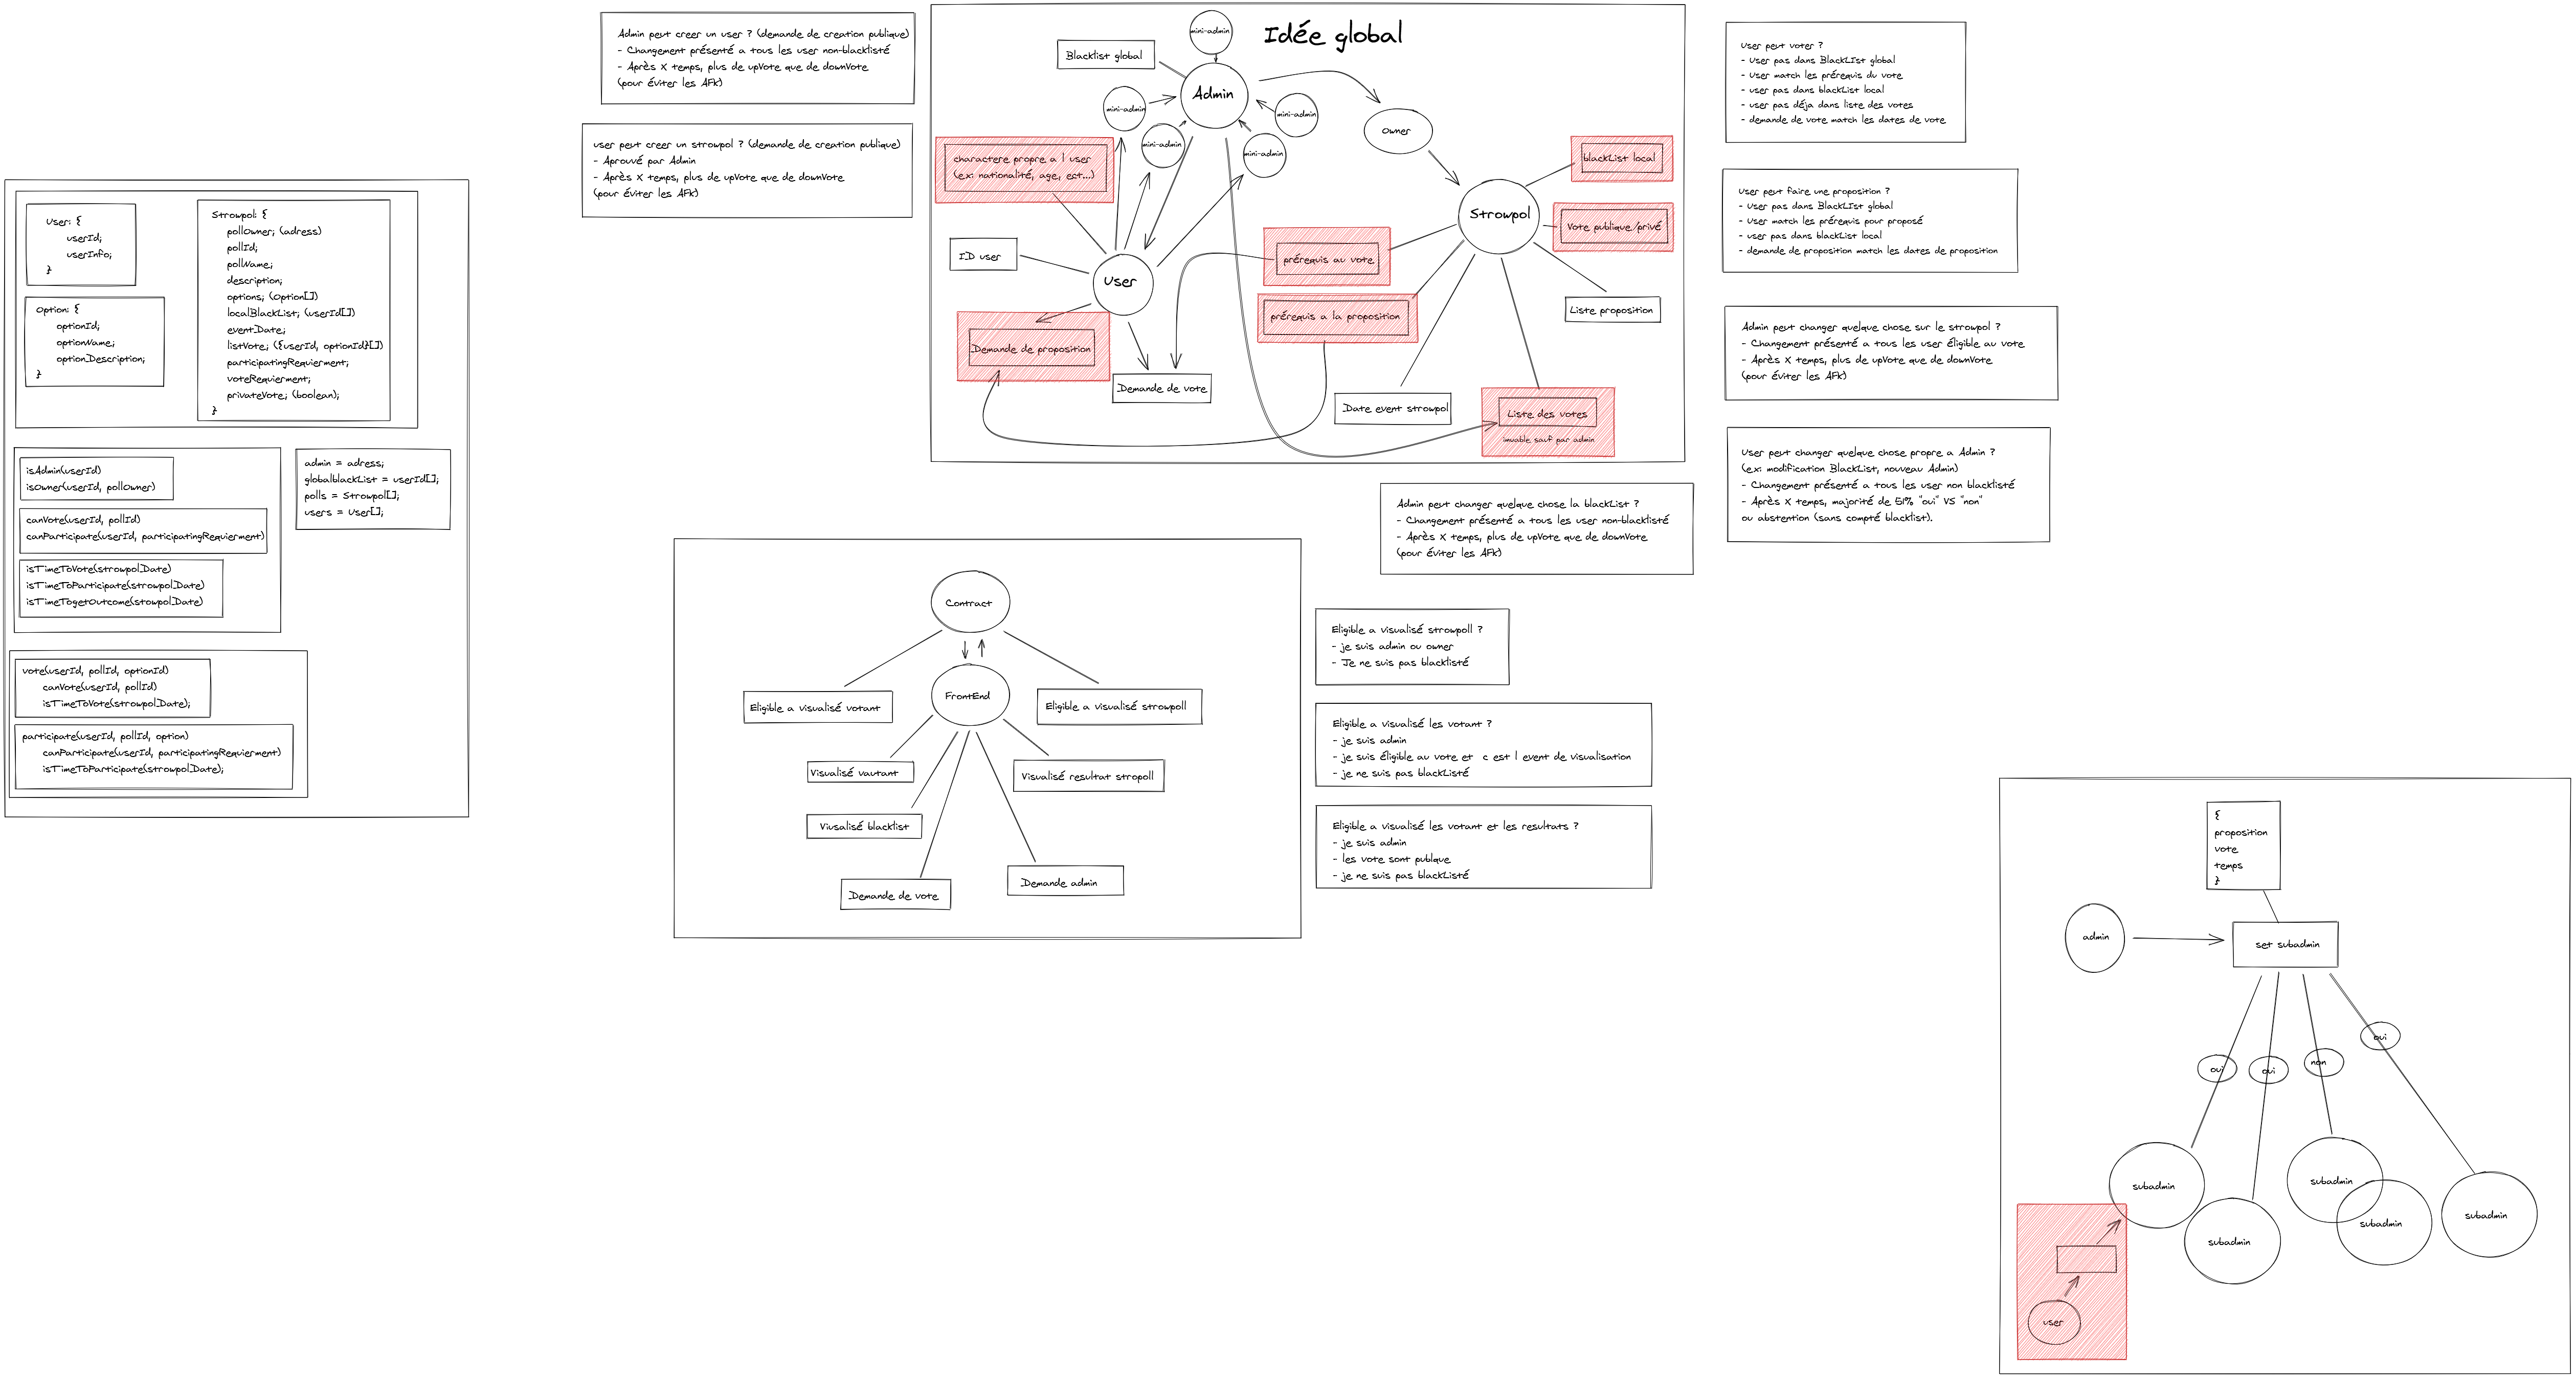 User: {
userId;
userInfo;
}
Option: {
optionId;
optionName;
optionDescription;
}
Strowpol: {
pollOwner; (adress)
pollId;
pollName;
description;
options; (Option[])
localBlackList; (userId[])
eventDate;
listVote; ({userId, optionId}[])
participatingRequierment;
voteRequierment;
privateVote; (boolean);
}
isAdmin(userId)
isOwner(userId, pollOwner)
canVote(userId, pollId)
canParticipate(userId, participatingRequierment)
isTimeToVote(strowpolDate)
isTimeToParticipate(strowpolDate)
isTimeTogetOutcome(stowpolDate)
admin = adress;
globalblackList = userId[];
polls = Strowpol[];
users = User[];
vote(userId, pollId, optionId)
canVote(userId, pollId)
isTimeToVote(strowpolDate);
participate(userId, pollId, option)
canParticipate(userId, participatingRequierment)
isTimeToParticipate(strowpolDate);
Admin peut creer un user ? (demande de creation publique)
- Changement présenté a tous les user non-blacklisté
- Après X temps, plus de upVote que de downVote
(pour éviter les AFK)
user peut creer un strowpol ? (demande de creation publique)
- Aprouvé par Admin
- Après X temps, plus de upVote que de downVote
(pour éviter les AFK)
Idée global
mini-admin
Blacklist global
Admin
mini-admin
mini-admin
mini-admin
mini-admin
Owner
charactere propre a l user
(ex: nationalité, age, ect...)
blackList local
Strowpol
Vote publique/privé
ID user
prérequis au vote
User
Liste proposition
prérequis a la proposition
Demande de proposition
Demande de vote
Date event strowpol
Liste des votes
imuable sauf par admin
User peut voter ?
- User pas dans BlackLIst global
- User match les prérequis du vote
- user pas dans blackList local
- user pas déja dans liste des votes
- demande de vote match les dates de vote
User peut faire une proposition ?
- User pas dans BlackLIst global
- User match les prérequis pour proposé
- user pas dans blackList local
- demande de proposition match les dates de proposition
Admin peut changer quelque chose sur le strowpol ?
- Changement présenté a tous les user éligible au vote
- Après X temps, plus de upVote que de downVote
(pour éviter les AFK)
User peut changer quelque chose propre a Admin ?
(ex: modification BlackList, nouveau Admin)
- Changement présenté a tous les user non blacktisté
- Après X temps, majorité de 51% "oui" VS "non"
ou abstention (sans compté blacklist).
Admin peut changer quelque chose la blackList ?
- Changement présenté a tous les user non-blacklisté
- Après X temps, plus de upVote que de downVote
(pour éviter les AFK)
Contract
FrontEnd
Eligible a visualisé votant
Eligible a visualisé strowpoll
Visualisé vautant
Visualisé resultat stropoll
Viusalisé blacklist
Demande de vote
Demande admin
Eligible a visualisé strowpoll ?
- je suis admin ou owner
- Je ne suis pas blacklisté
Eligible a visualisé les votant ?
- je suis admin
- je suis éligible au vote et c est l event de visualisation
- je ne suis pas blackListé
Eligible a visualisé les votant et les resultats ?
- je suis admin
- les vote sont publque
- je ne suis pas blackListé
{
proposition
vote
temps
}
admin
set subadmin
oui
oui
non
oui
subadmin
subadmin
subadmin
subadmin
subadmin
user